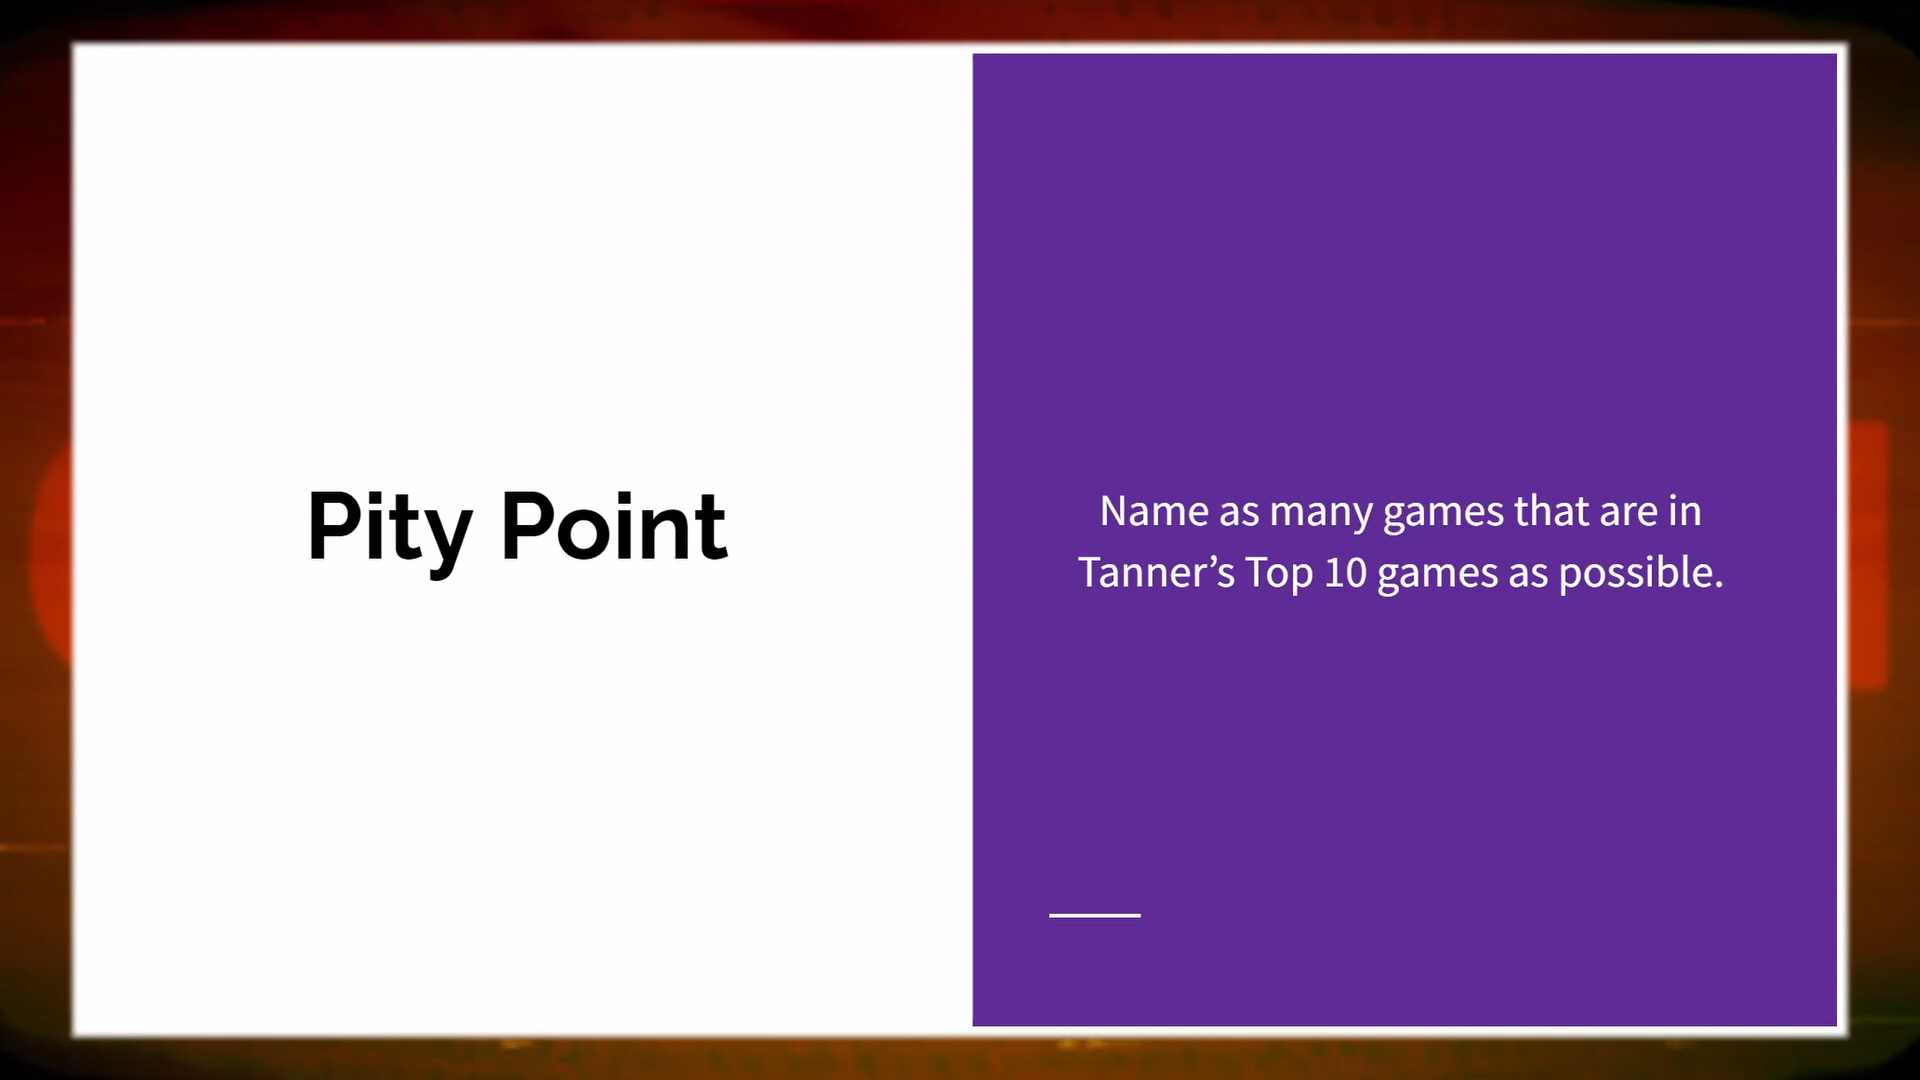 Pity Point
Name as many games that are in
Tanner’s Top 10 games as possible.